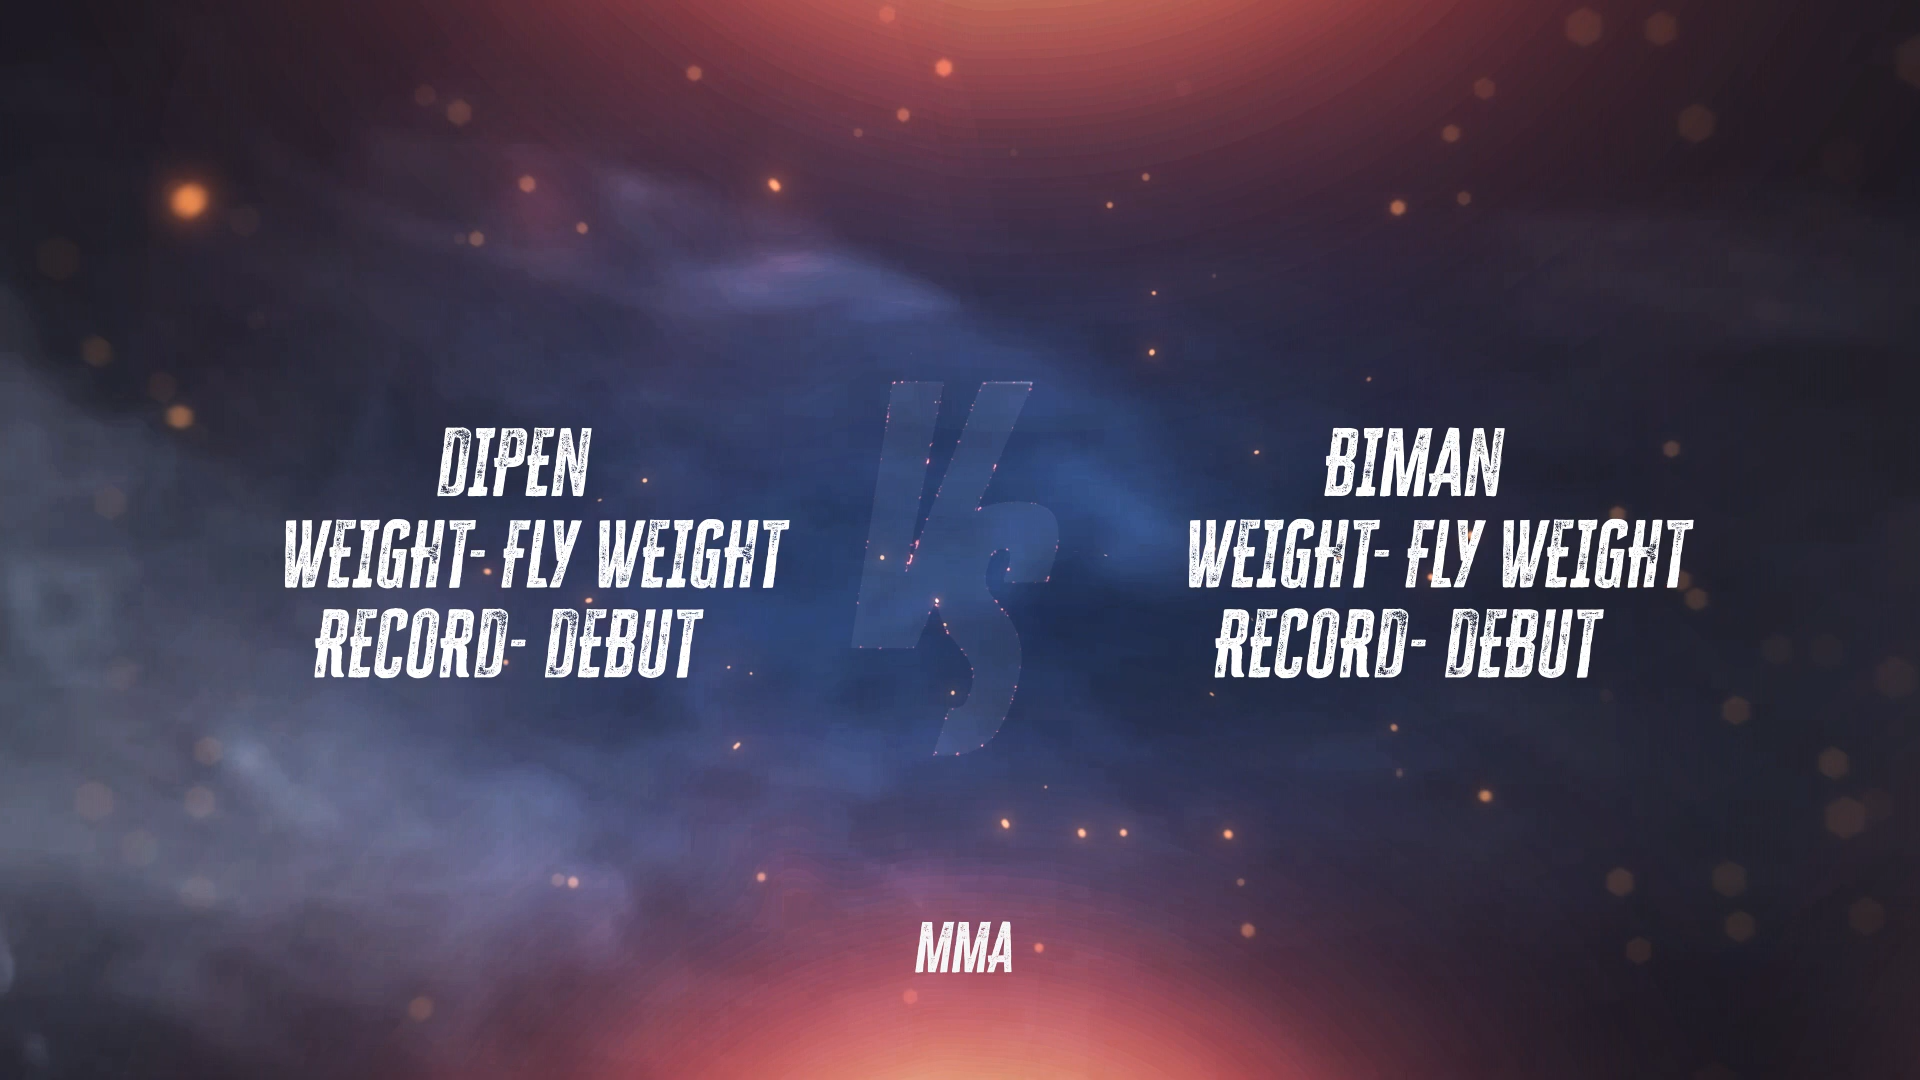 DIPEN
WEIGHT- FLY WEIGHT
RECORD- DEBUT
VS
BIMAN
WEIGHT- FLY WEIGHT
RECORD- DEBUT
MMA